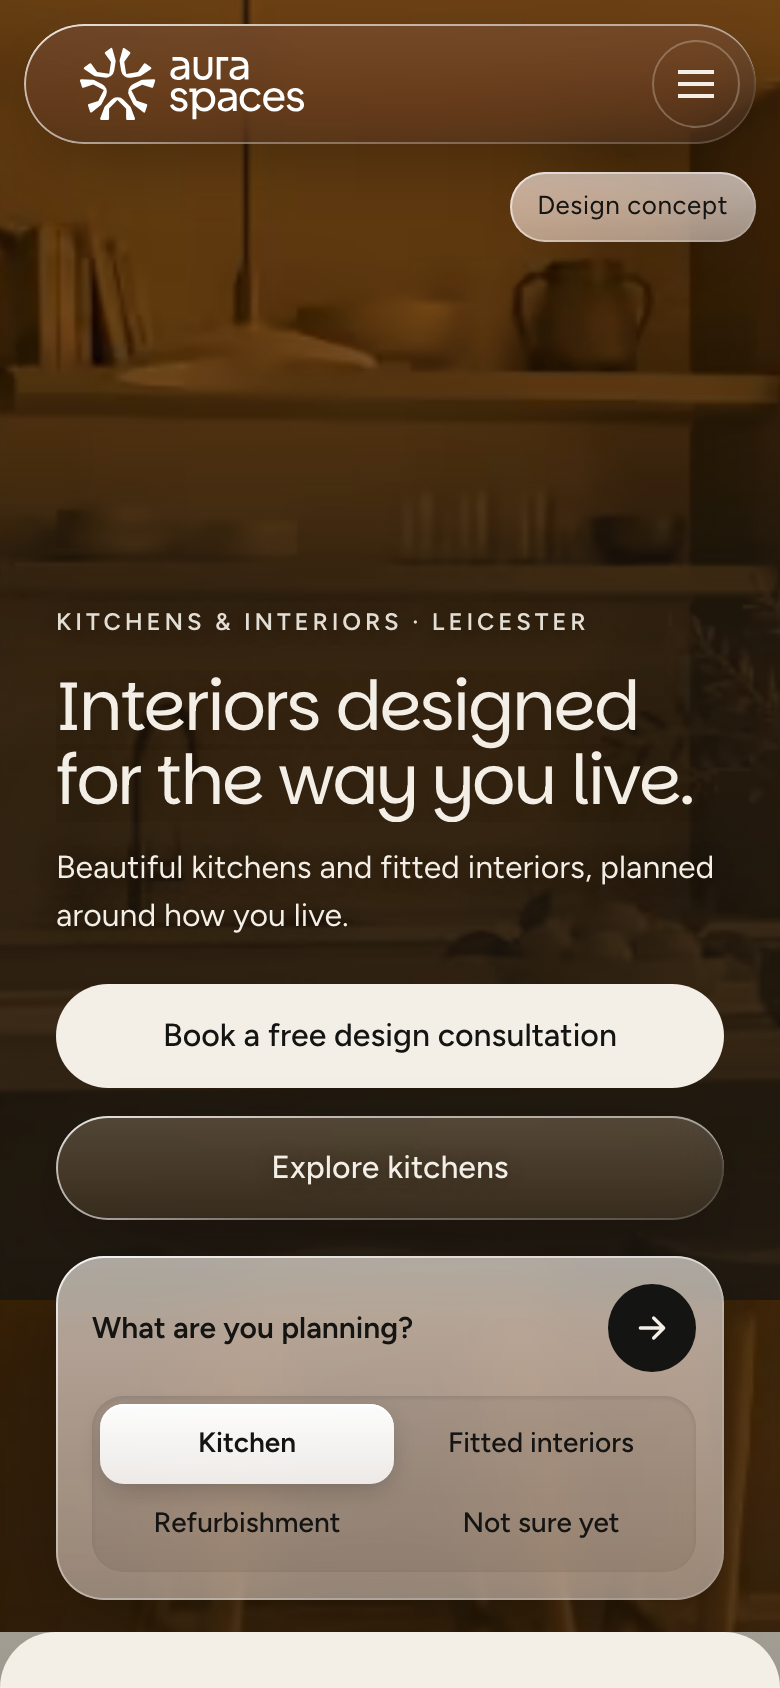 aura
spaces
Design concept
KITCHENS & INTERIORS · LEICESTER
Interiors designed
for the way you live.
Beautiful kitchens and fitted interiors, planned
around how you live.
Book a free design consultation
Explore kitchens
What are you planning?
Kitchen
Fitted interiors
Refurbishment
Not sure yet